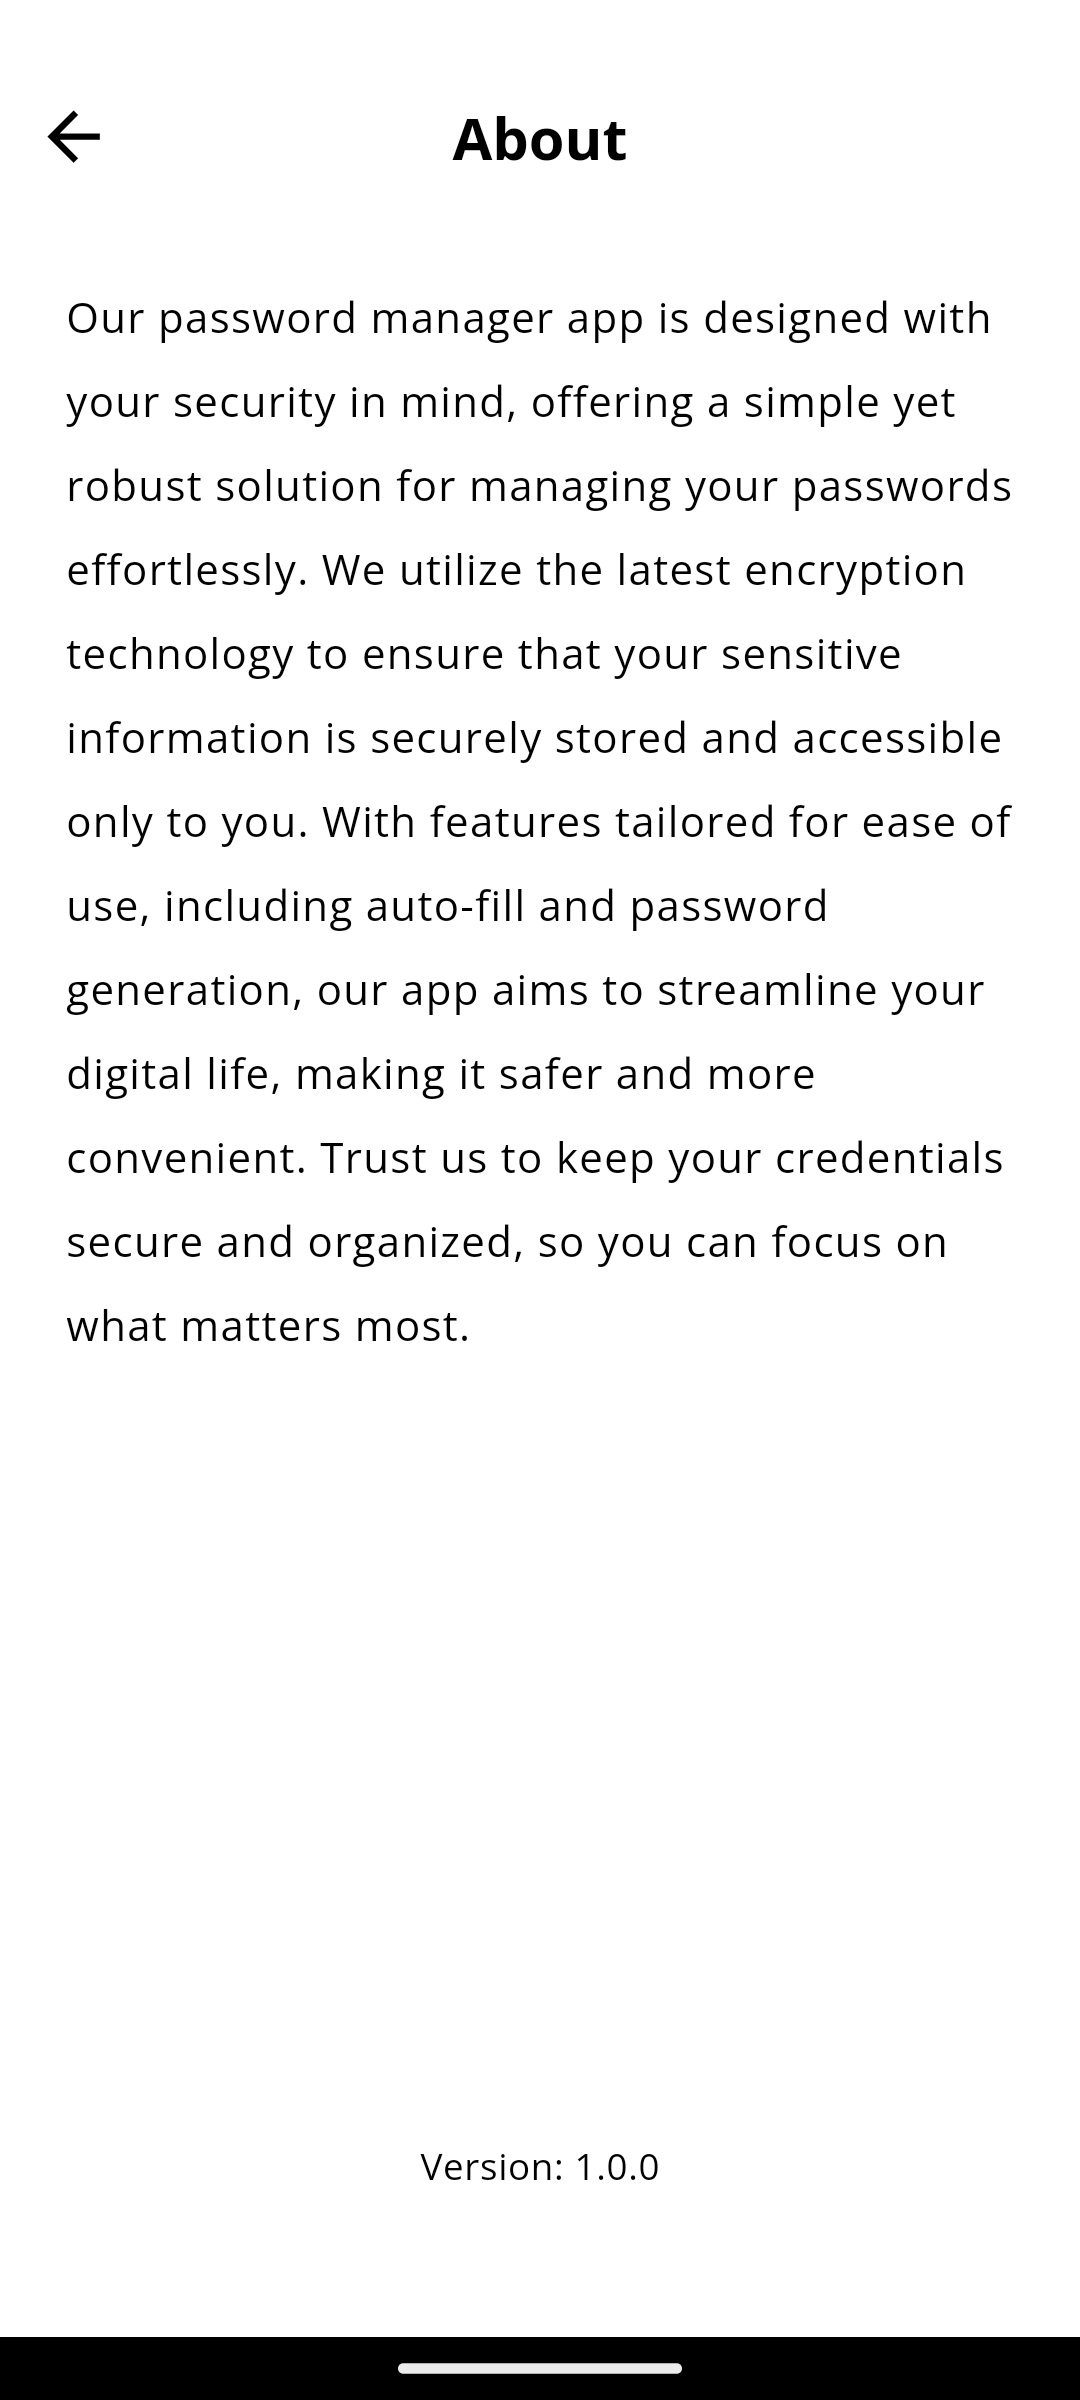 About
Our password manager app is designed with
your security in mind, offering a simple yet
robust solution for managing your passwords
effortlessly. We utilize the latest encryption
technology to ensure that your sensitive
information is securely stored and accessible
only to you. With features tailored for ease of
use, including auto-fill and password
generation, our app aims to streamline your
digital life, making it safer and more
convenient. Trust us to keep your credentials
secure and organized, so you can focus on
what matters most.
Version: 1.0.0